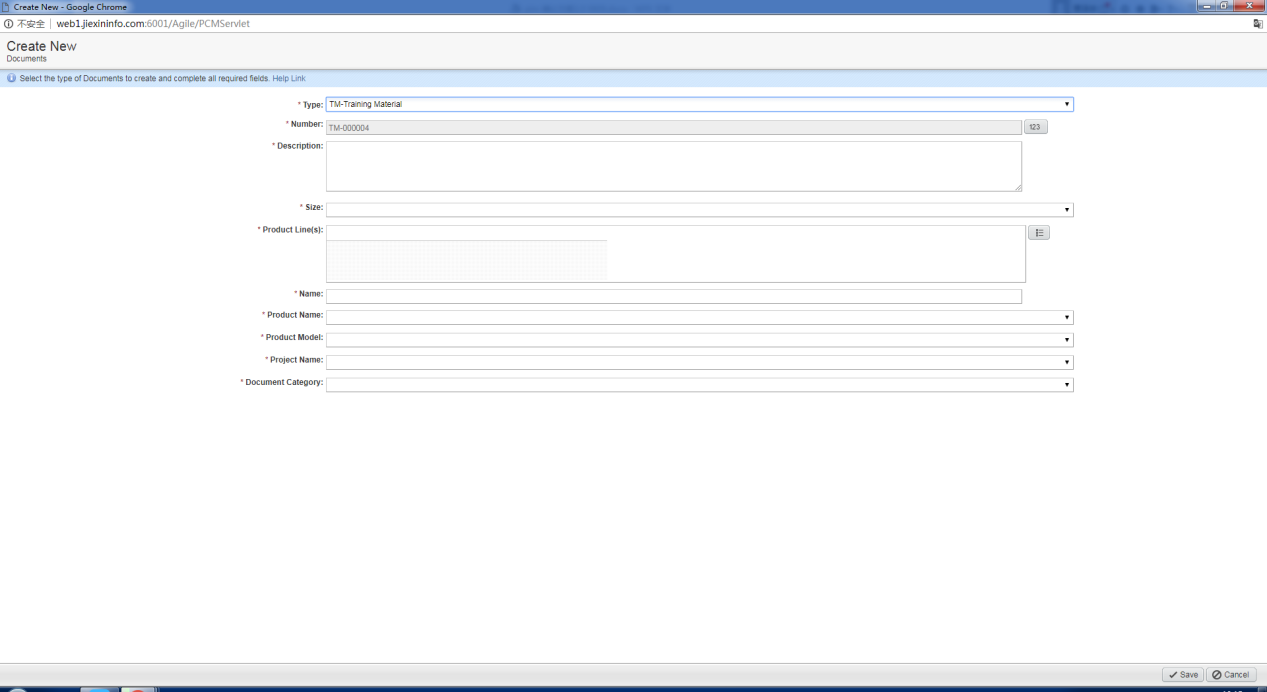 Create New - Google Chrome
不安全 | web1.jiexininfo.com:6001/Agile/PCMServlet
Create New
Documents
Select the type of Documents to create and complete all required fields. Help Link
* Type: TM-Training Material
* Number: TM-000004 123
* Description:
* Size:
* Product Line(s):
* Name:
* Product Name:
* Product Model:
* Project Name:
* Document Category:
Save Cancel